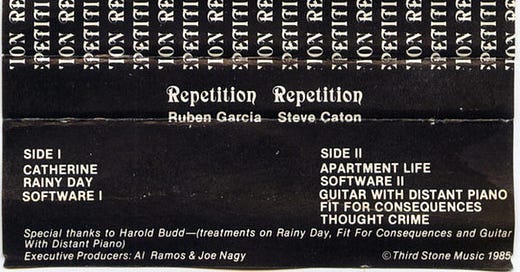 Repetition Repetition
Ruben Garcia Steve Caton
SIDE I
CATHERINE
RAINY DAY
SOFTWARE I
SIDE II
APARTMENT LIFE
SOFTWARE II
GUITAR WITH DISTANT PIANO
FIT FOR CONSEQUENCES
THOUGHT CRIME
Special thanks to Harold Budd—(treatments on Rainy Day, Fit For Consequences and Guitar
With Distant Piano)
Executive Producers: Al Ramos & Joe Nagy
©Third Stone Music 1985